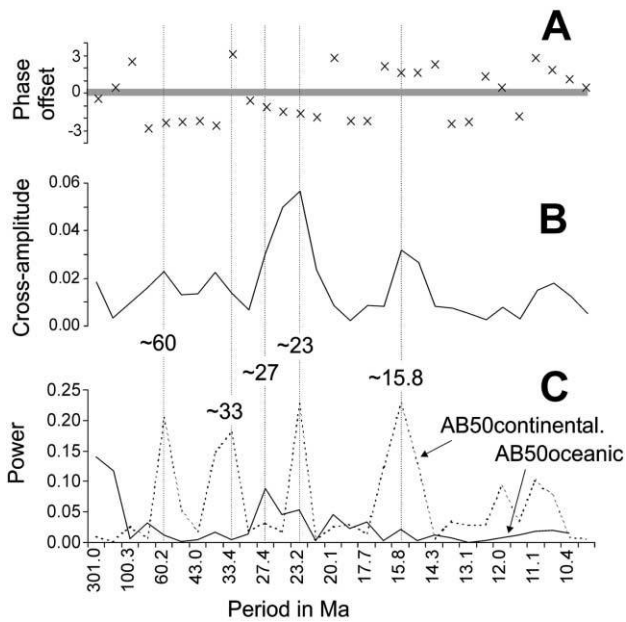 A
Phase
offset
3
0
-3
B
Cross-amplitude
0.06
0.04
0.02
0.00
~60
~33
~27
~23
~15.8
C
AB50continental.
AB50oceanic
Power
0.25
0.20
0.15
0.10
0.05
0.00
301.0 100.3 60.2 43.0 33.4 27.4 23.2 20.1 17.7 15.8 14.3 13.1 12.0 11.1 10.4
Period in Ma